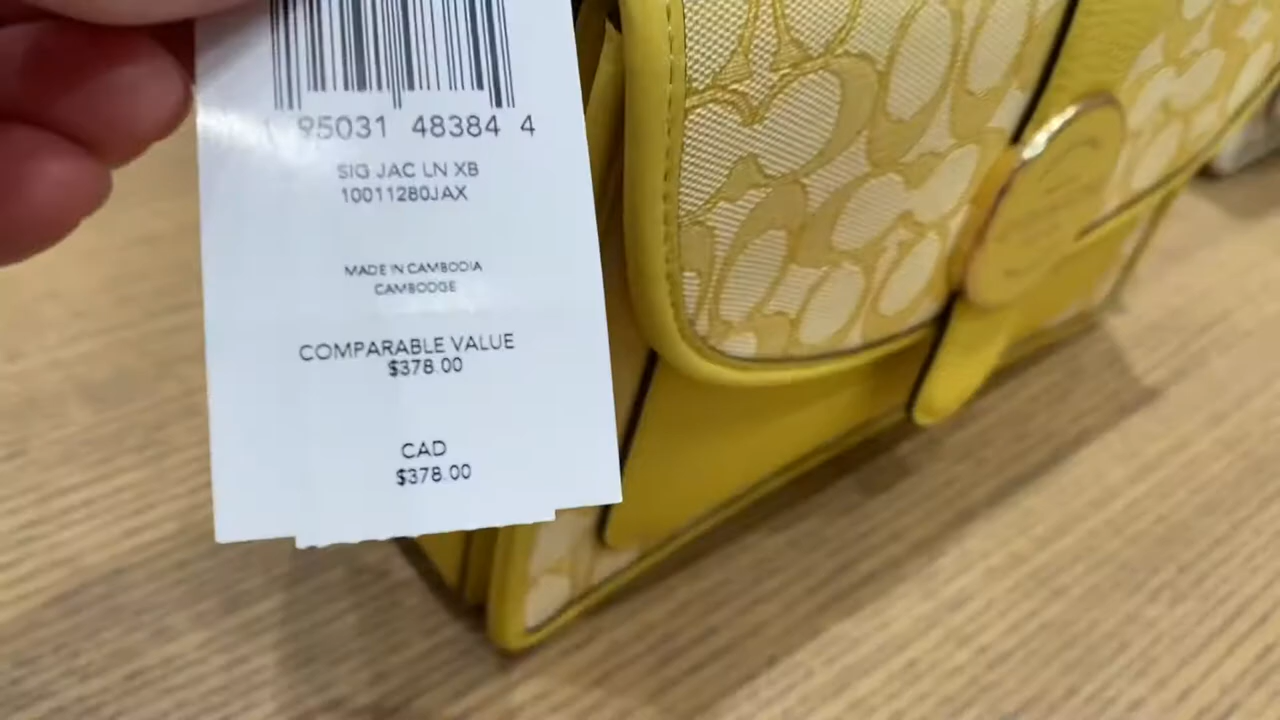 95031 48384 4
SIG JAC LN XB
10011280JAX
MADE IN CAMBODIA
CAMBODGE
COMPARABLE VALUE
$378.00
CAD
$378.00